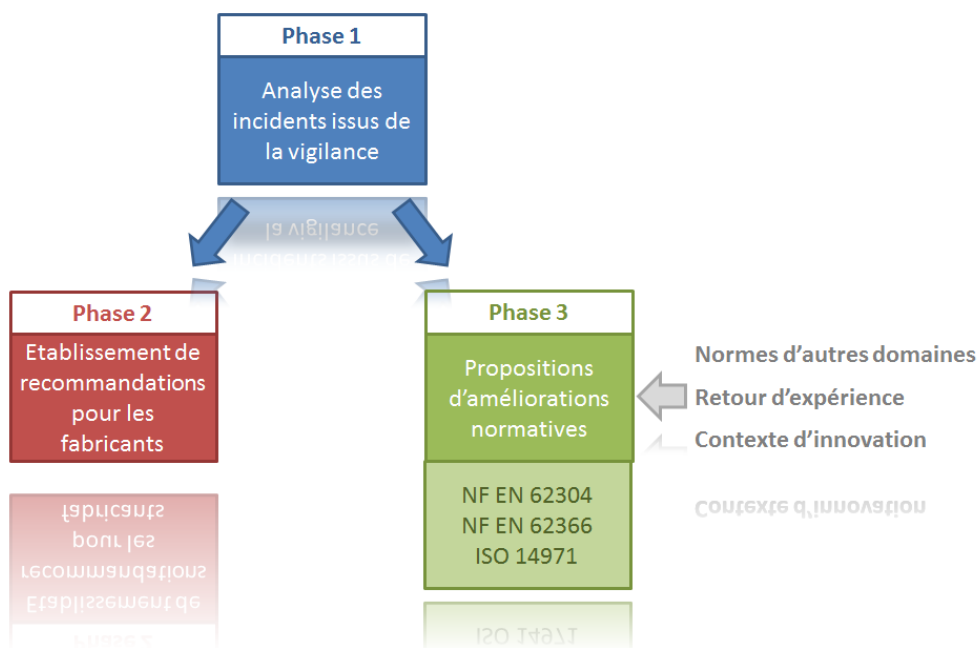 Phase 1
Analyse des
incidents issus de
la vigilance
Phase 2
Etablissement de
recommandations
pour les
fabricants
Phase 3
Propositions
d'améliorations
normatives
NF EN 62304
NF EN 62366
ISO 14971
Normes d'autres domaines
Retour d'expérience
Contexte d'innovation